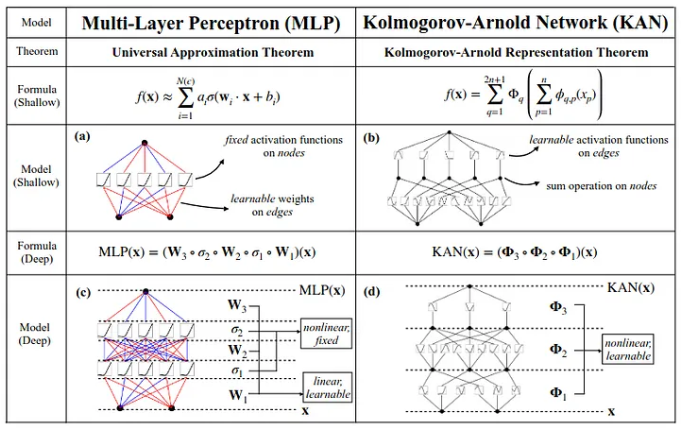 Model
Multi-Layer Perceptron (MLP)
Kolmogorov-Arnold Network (KAN)
Theorem
Universal Approximation Theorem
Kolmogorov-Arnold Representation Theorem
Formula
(Shallow)
f(x) ≈ ∑_{i=1}^{N(ϵ)} a_i σ(w_i · x + b_i)
f(x) = ∑_{q=1}^{2n+1} Φ_q ( ∑_{p=1}^{n} ϕ_{q,p}(x_p) )
Model
(Shallow)
(a)
fixed activation functions
on nodes
learnable weights
on edges
(b)
learnable activation functions
on edges
sum operation on nodes
Formula
(Deep)
MLP(x) = (W_3 ∘ σ_2 ∘ W_2 ∘ σ_1 ∘ W_1)(x)
KAN(x) = (Φ_3 ∘ Φ_2 ∘ Φ_1)(x)
Model
(Deep)
(c)
MLP(x)
W_3
σ_2
nonlinear,
fixed
W_2
σ_1
linear,
learnable
W_1
x
(d)
KAN(x)
Φ_3
Φ_2
nonlinear,
learnable
Φ_1
x